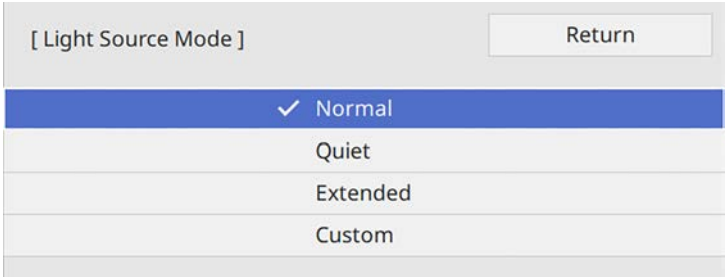 [ Light Source Mode ] Return
Normal
Quiet
Extended
Custom